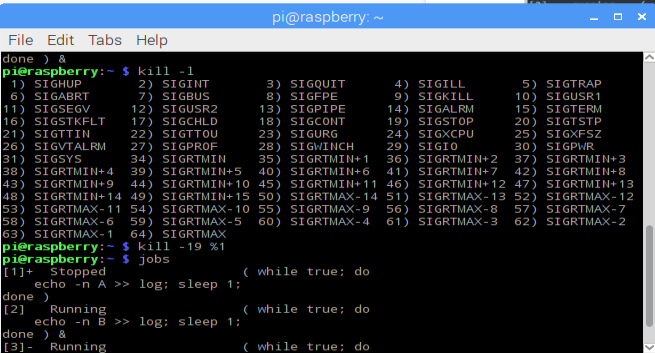 pi@raspberry: ~
File Edit Tabs Help
done ) &
pi@raspberry:~ $ kill -l
 1) SIGHUP 2) SIGINT 3) SIGQUIT 4) SIGILL 5) SIGTRAP
 6) SIGABRT 7) SIGBUS 8) SIGFPE 9) SIGKILL 10) SIGUSR1
11) SIGSEGV 12) SIGUSR2 13) SIGPIPE 14) SIGALRM 15) SIGTERM
16) SIGSTKFLT 17) SIGCHLD 18) SIGCONT 19) SIGSTOP 20) SIGTSTP
21) SIGTTIN 22) SIGTTOU 23) SIGURG 24) SIGXCPU 25) SIGXFSZ
26) SIGVTALRM 27) SIGPROF 28) SIGWINCH 29) SIGIO 30) SIGPWR
31) SIGSYS 34) SIGRTMIN 35) SIGRTMIN+1 36) SIGRTMIN+2 37) SIGRTMIN+3
38) SIGRTMIN+4 39) SIGRTMIN+5 40) SIGRTMIN+6 41) SIGRTMIN+7 42) SIGRTMIN+8
43) SIGRTMIN+9 44) SIGRTMIN+10 45) SIGRTMIN+11 46) SIGRTMIN+12 47) SIGRTMIN+13
48) SIGRTMIN+14 49) SIGRTMIN+15 50) SIGRTMAX-14 51) SIGRTMAX-13 52) SIGRTMAX-12
53) SIGRTMAX-11 54) SIGRTMAX-10 55) SIGRTMAX-9 56) SIGRTMAX-8 57) SIGRTMAX-7
58) SIGRTMAX-6 59) SIGRTMAX-5 60) SIGRTMAX-4 61) SIGRTMAX-3 62) SIGRTMAX-2
63) SIGRTMAX-1 64) SIGRTMAX
pi@raspberry:~ $ kill -19 %1
pi@raspberry:~ $ jobs
[1]+ Stopped ( while true; do
    echo -n A >> log; sleep 1;
done )
[2] Running ( while true; do
    echo -n B >> log; sleep 1;
done ) &
[3]- Running ( while true; do